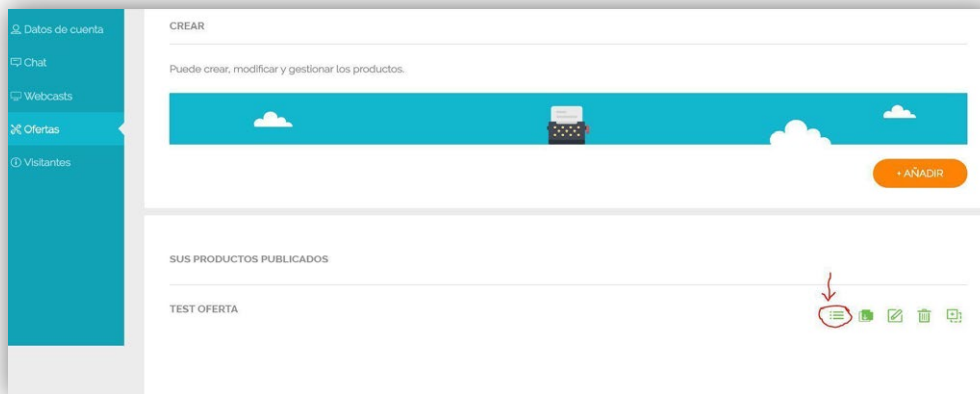 Datos de cuenta
Chat
Webcasts
Ofertas
Visitantes
CREAR
Puede crear, modificar y gestionar los productos.
+ AÑADIR
SUS PRODUCTOS PUBLICADOS
TEST OFERTA